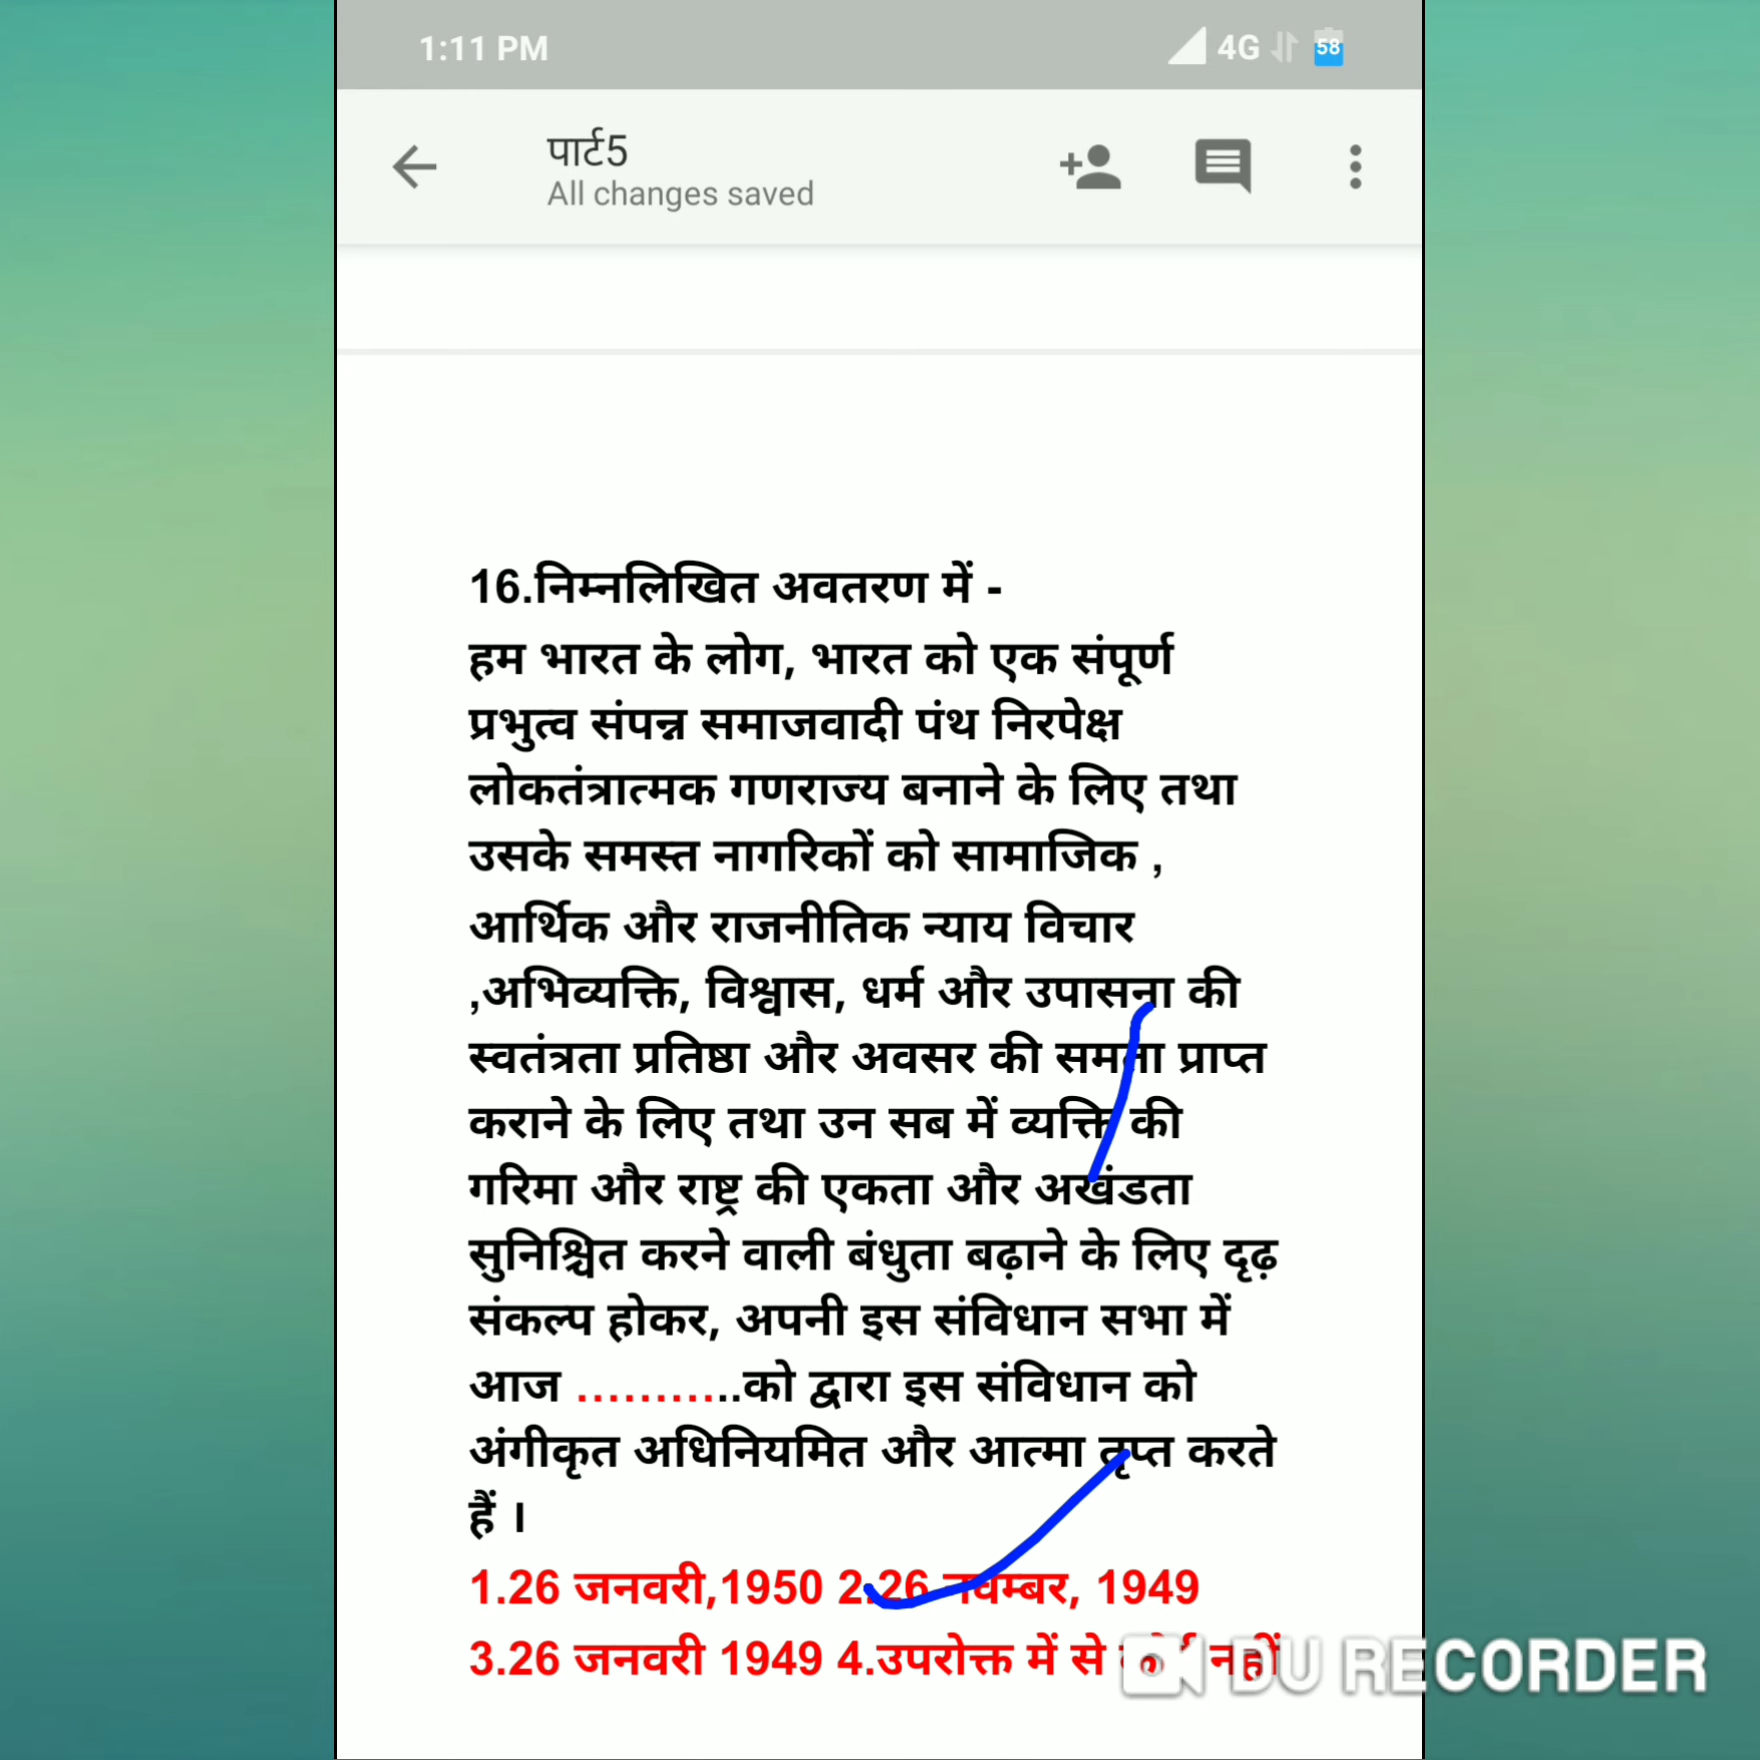 1:11 PM
4G
58
पार्ट5
All changes saved
16.निम्नलिखित अवतरण में -
हम भारत के लोग, भारत को एक संपूर्ण
प्रभुत्व संपन्न समाजवादी पंथ निरपेक्ष
लोकतंत्रात्मक गणराज्य बनाने के लिए तथा
उसके समस्त नागरिकों को सामाजिक ,
आर्थिक और राजनीतिक न्याय विचार
,अभिव्यक्ति, विश्वास, धर्म और उपासना की
स्वतंत्रता प्रतिष्ठा और अवसर की समता प्राप्त
कराने के लिए तथा उन सब में व्यक्ति की
गरिमा और राष्ट्र की एकता और अखंडता
सुनिश्चित करने वाली बंधुता बढ़ाने के लिए दृढ़
संकल्प होकर, अपनी इस संविधान सभा में
आज ………..को द्वारा इस संविधान को
अंगीकृत अधिनियमित और आत्मा तृप्त करते
हैं ।
1.26 जनवरी,1950 2.26 नवम्बर, 1949
3.26 जनवरी 1949 4.उपरोक्त में से कोई नहीं
DU RECORDER